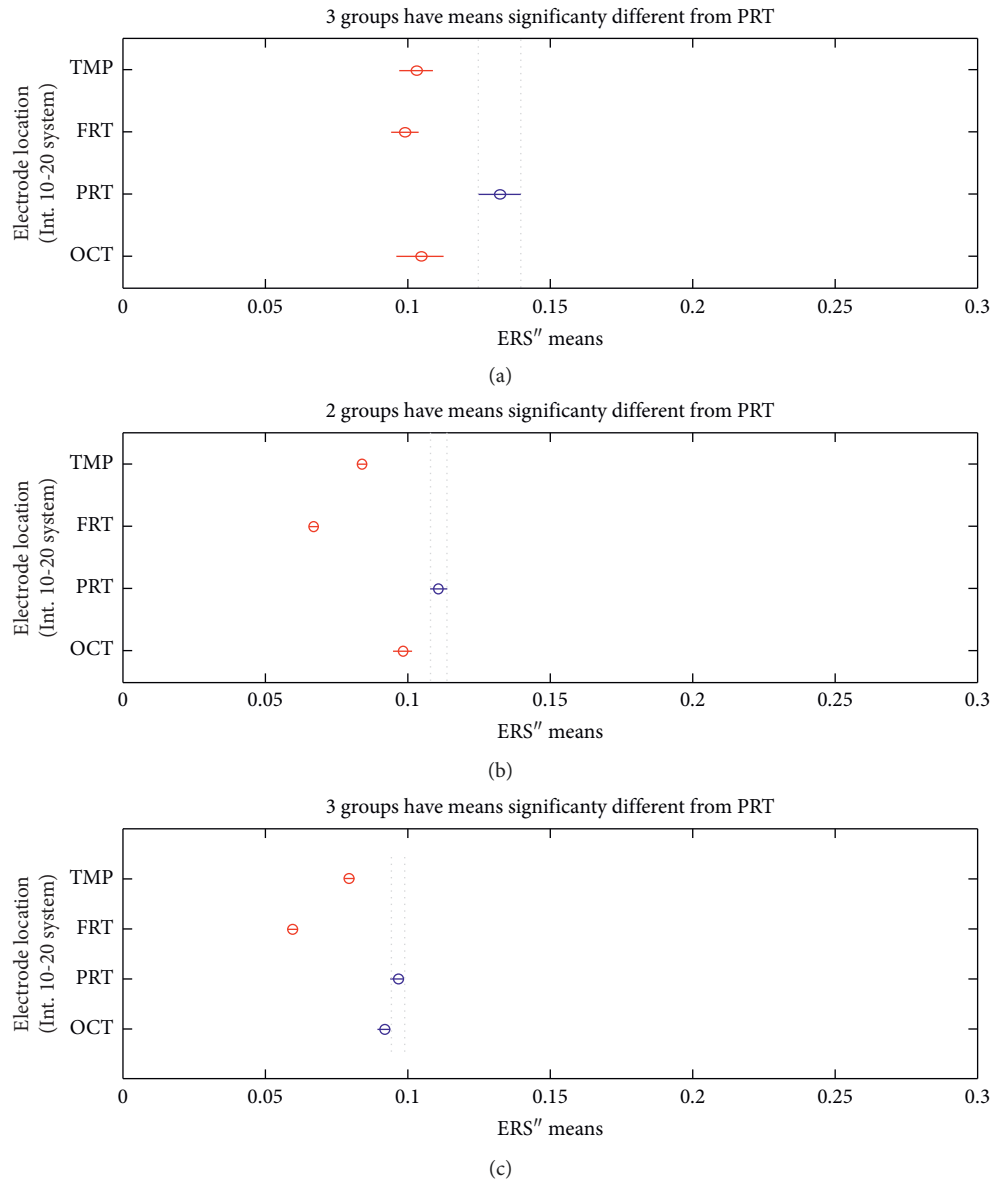 3 groups have means significanty different from PRT
Electrode location
(Int. 10-20 system)
TMP
FRT
PRT
OCT
0 0.05 0.1 0.15 0.2 0.25 0.3
ERS″ means
(a)
2 groups have means significanty different from PRT
Electrode location
(Int. 10-20 system)
TMP
FRT
PRT
OCT
0 0.05 0.1 0.15 0.2 0.25 0.3
ERS″ means
(b)
3 groups have means significanty different from PRT
Electrode location
(Int. 10-20 system)
TMP
FRT
PRT
OCT
0 0.05 0.1 0.15 0.2 0.25 0.3
ERS″ means
(c)